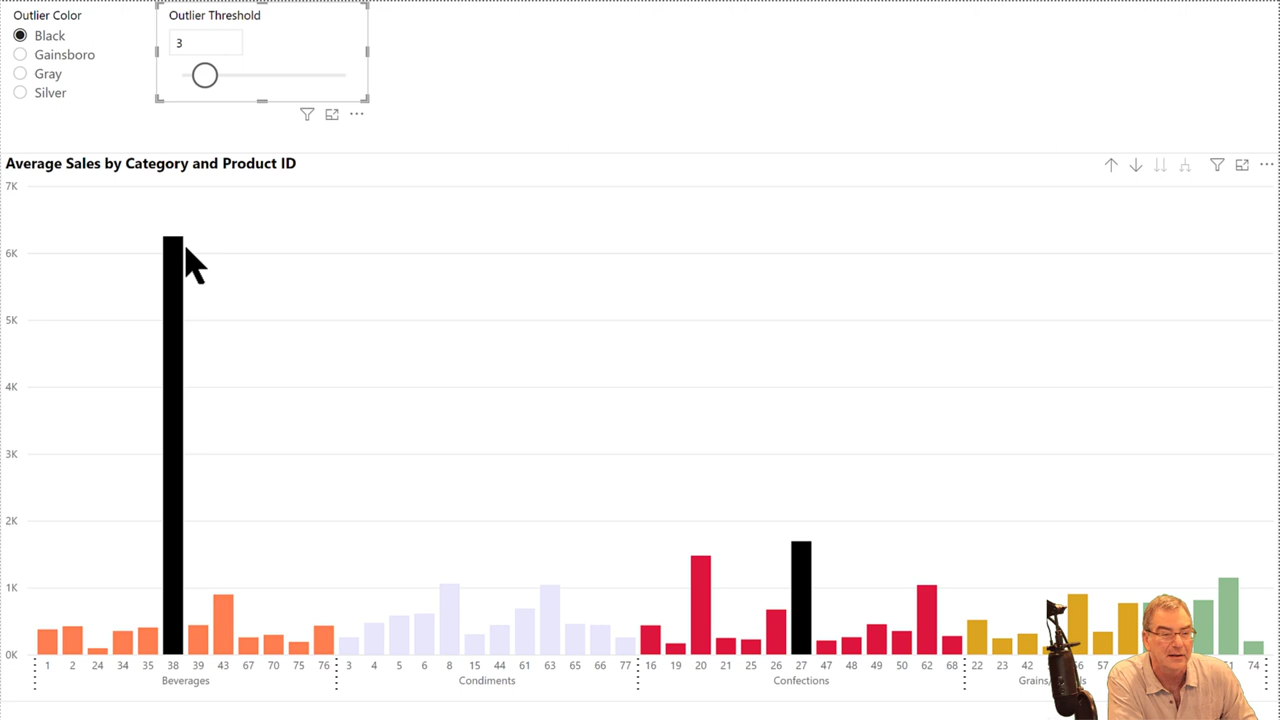 Outlier Color
Black
Gainsboro
Gray
Silver
Outlier Threshold
3
Average Sales by Category and Product ID
7K
6K
5K
4K
3K
2K
1K
0K
1 2 24 34 35 38 39 43 67 70 75 76 3 4 5 6 8 15 44 61 63 65 66 77 16 19 20 21 25 26 27 47 48 49 50 62 68 22 23 42 57 74
Beverages Condiments Confections